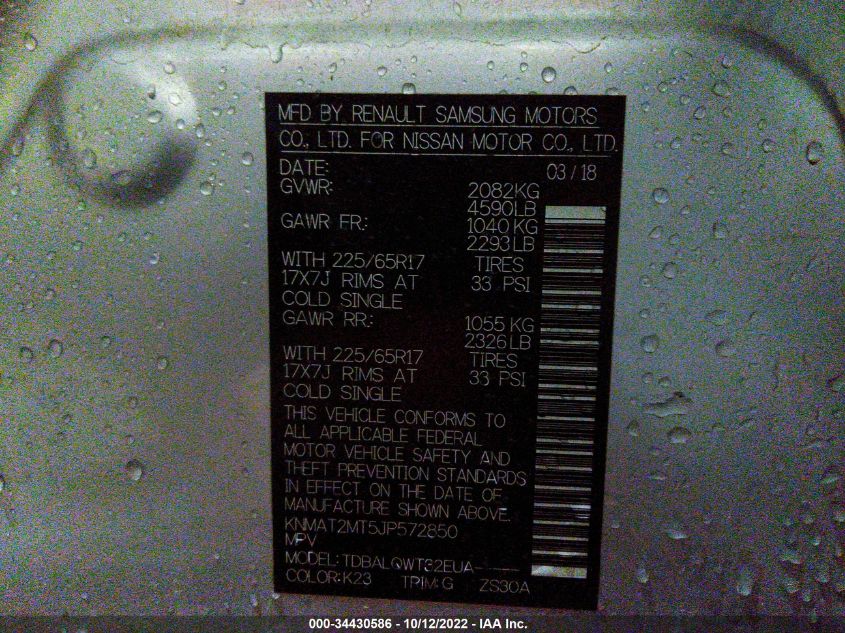 MFD BY RENAULT SAMSUNG MOTORS
CO., LTD. FOR NISSAN MOTOR CO., LTD.
DATE: 03 / 18
GVWR: 2082KG
4590LB
GAWR FR.: 1040 KG
2293 LB
WITH 225/65R17 TIRES
17X7J RIMS AT 33 PSI
COLD SINGLE
GAWR RR.: 1055 KG
2326 LB
WITH 225/65R17 TIRES
17X7J RIMS AT 33 PSI
COLD SINGLE
THIS VEHICLE CONFORMS TO
ALL APPLICABLE FEDERAL
MOTOR VEHICLE SAFETY AND
THEFT PREVENTION STANDARDS
IN EFFECT ON THE DATE OF
MANUFACTURE SHOWN ABOVE.
KNMAT2MT5JP572850
MPV
MODEL: TDBALQWT32EUA-----
COLOR: K23 TRIM: G ZS30A
000-34430586 - 10/12/2022 - IAA Inc.